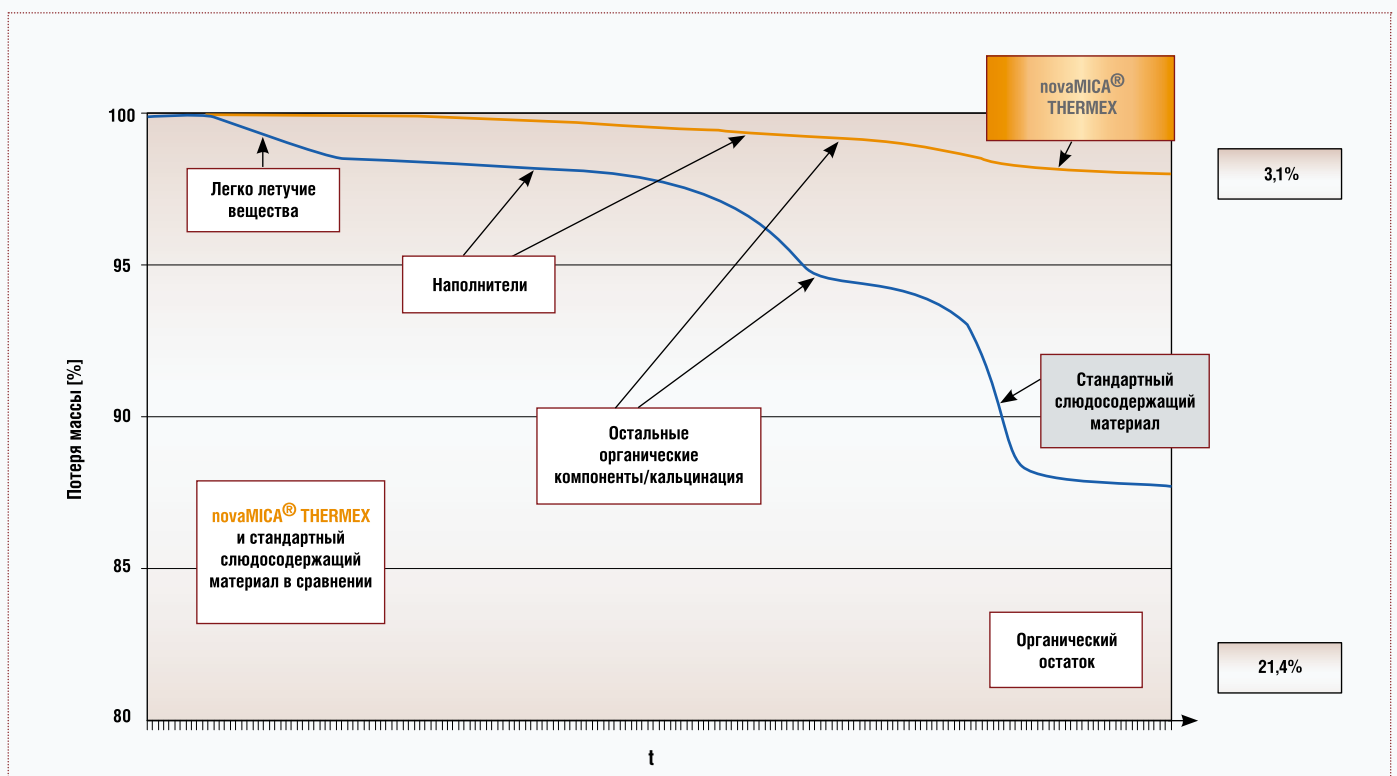 novaMICA® THERMEX
100
3,1%
Легко летучие
вещества
95
Наполнители
Стандартный
слюдосодержащий
материал
90
Остальные
органические
компоненты/кальцинация
Потеря массы [%]
novaMICA® THERMEX
и стандартный
слюдосодержащий
материал в сравнении
85
Органический
остаток
21,4%
80
t